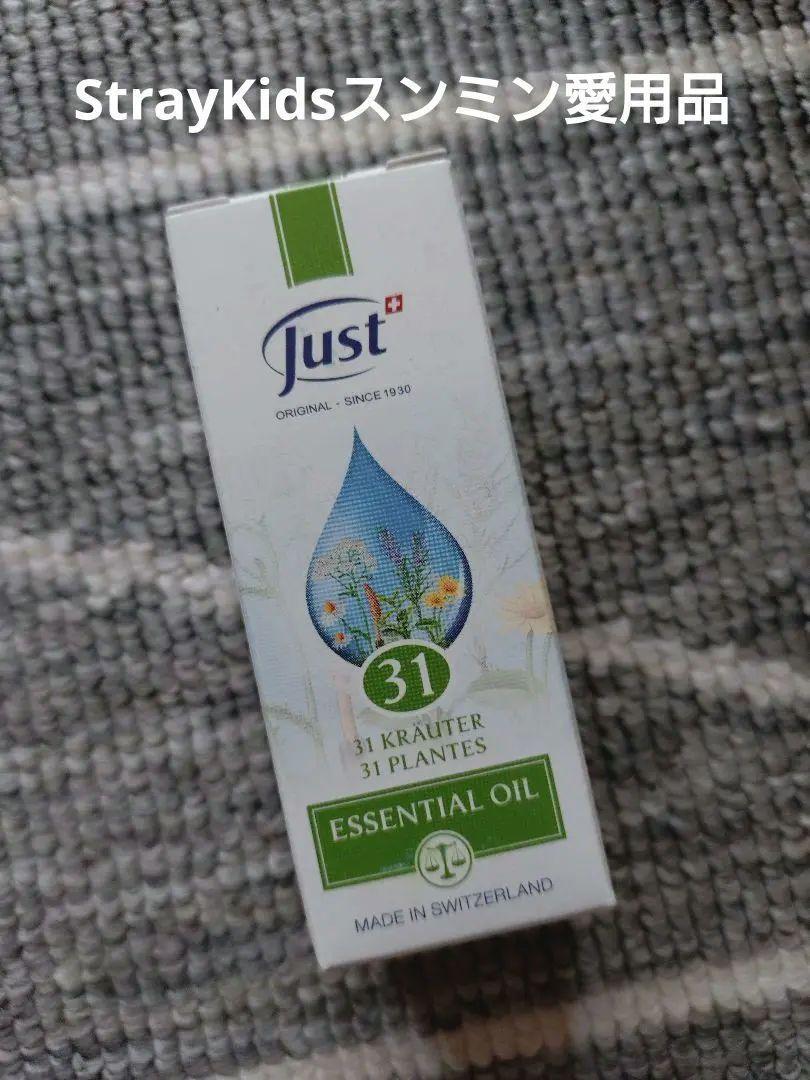 StrayKidsスンミン愛用品
Just
ORIGINAL - SINCE 1930
31
31 KRÄUTER
31 PLANTES
ESSENTIAL OIL
MADE IN SWITZERLAND